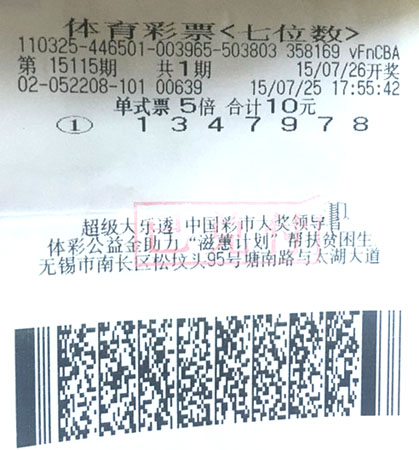 体育彩票<七位数>
110325-446501-003965-503803 358169 vFnCBA
第 15115期 共1期 15/07/26开奖
02-052208-101 00639 15/07/25 17:55:42
单式票 5倍 合计10元
① 1 3 4 7 9 7 8
超级大乐透 中国彩市大奖领导
体彩公益金助力“滋蕙计划”帮扶贫困生
无锡市南长区松坟头95号塘南路与太湖大道